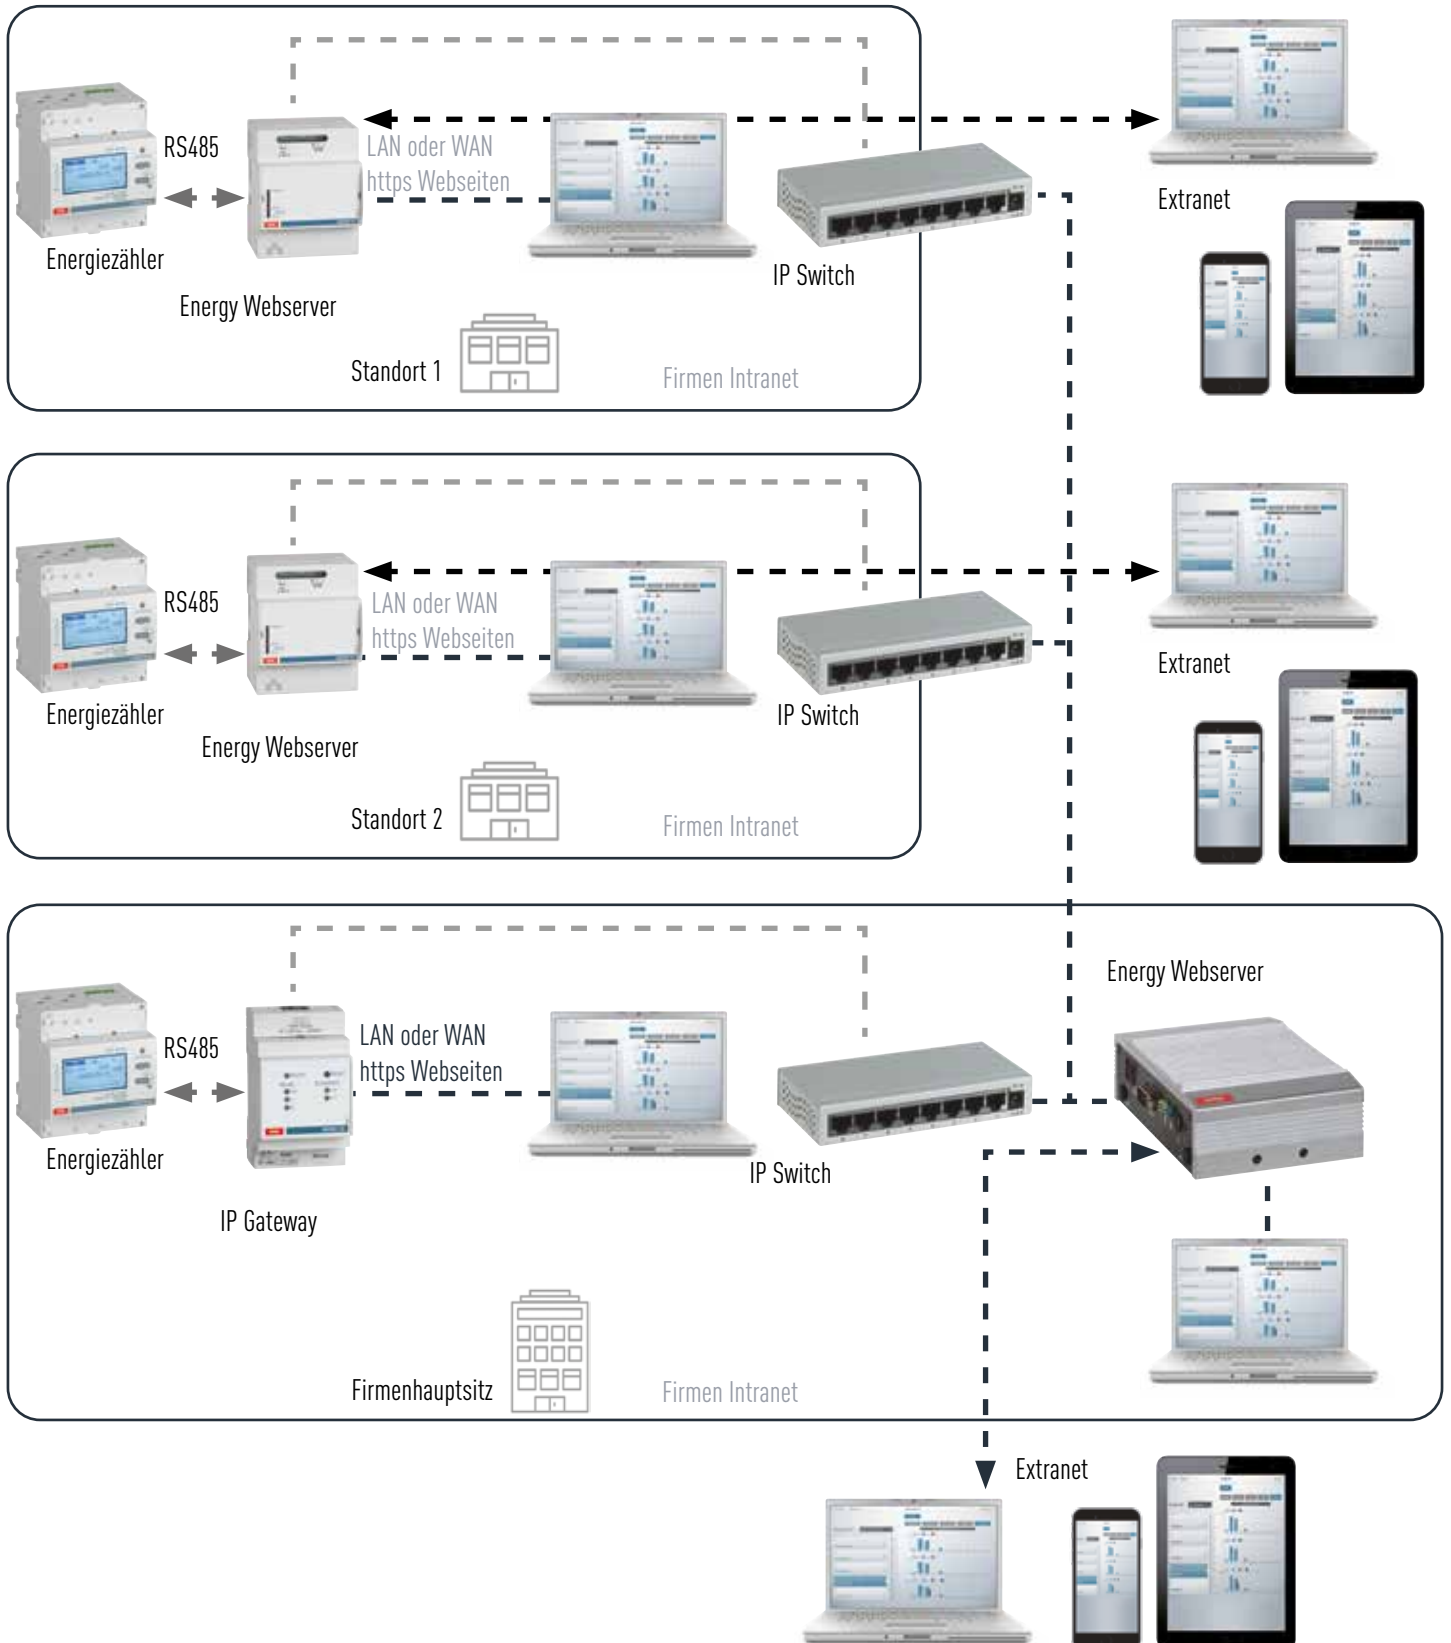 RS485
LAN oder WAN
https Webseiten
Extranet
Energiezähler
IP Switch
Energy Webserver
Standort 1
Firmen Intranet
RS485
LAN oder WAN
https Webseiten
Extranet
Energiezähler
IP Switch
Energy Webserver
Standort 2
Firmen Intranet
Energy Webserver
RS485
LAN oder WAN
https Webseiten
Energiezähler
IP Switch
IP Gateway
Firmenhauptsitz
Firmen Intranet
Extranet